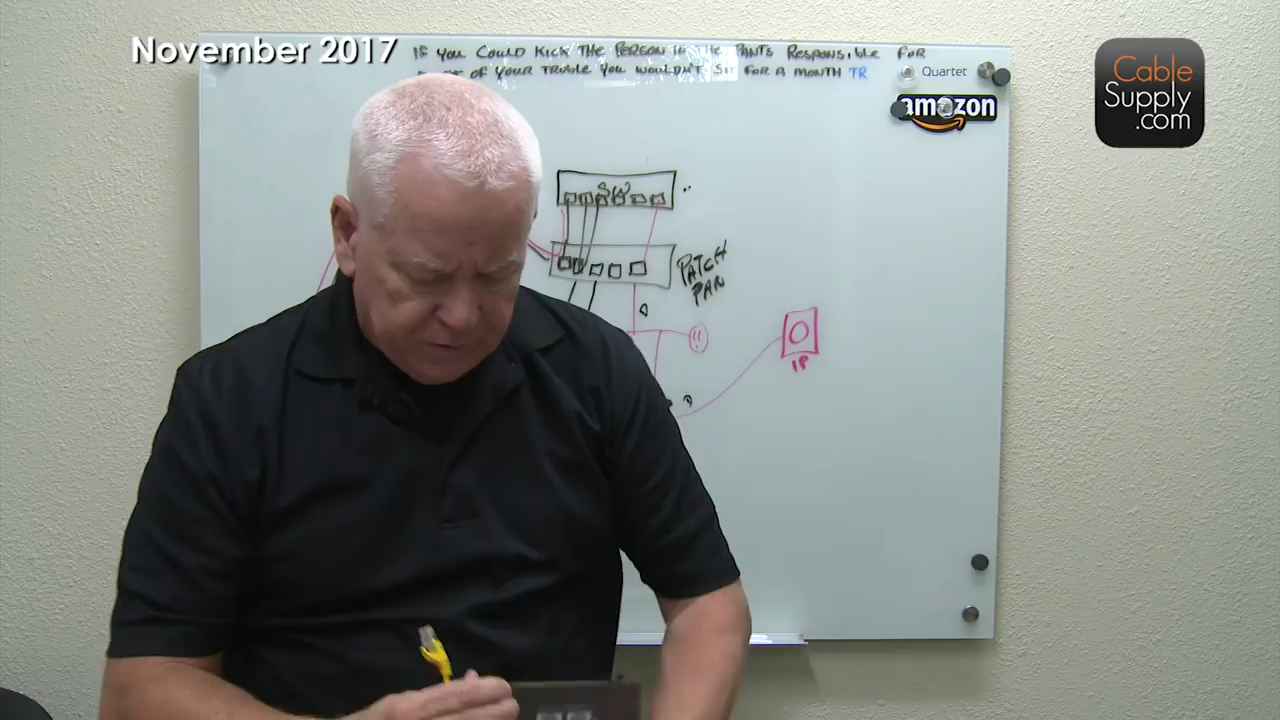 November 2017
IF YOU COULD KICK THE PERSON IN THE PANTS RESPONSIBLE FOR
OF YOUR TRUBLE YOU WOULDN'T SIT FOR A MONTH TR
Quartet
amazon
Cable
Supply
.com
SW
PATCH
PAN
IP